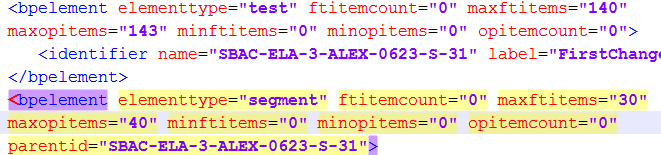 <bpelement elementtype="test" ftitemcount="0" maxftitems="140"
maxopitems="143" minftitems="0" minopitems="0" opitemcount="0">
<identifier name="SBAC-ELA-3-ALEX-0623-S-31" label="FirstChange
</bpelement>
<bpelement elementtype="segment" ftitemcount="0" maxftitems="30"
maxopitems="40" minftitems="0" minopitems="0" opitemcount="0"
parentid="SBAC-ELA-3-ALEX-0623-S-31">